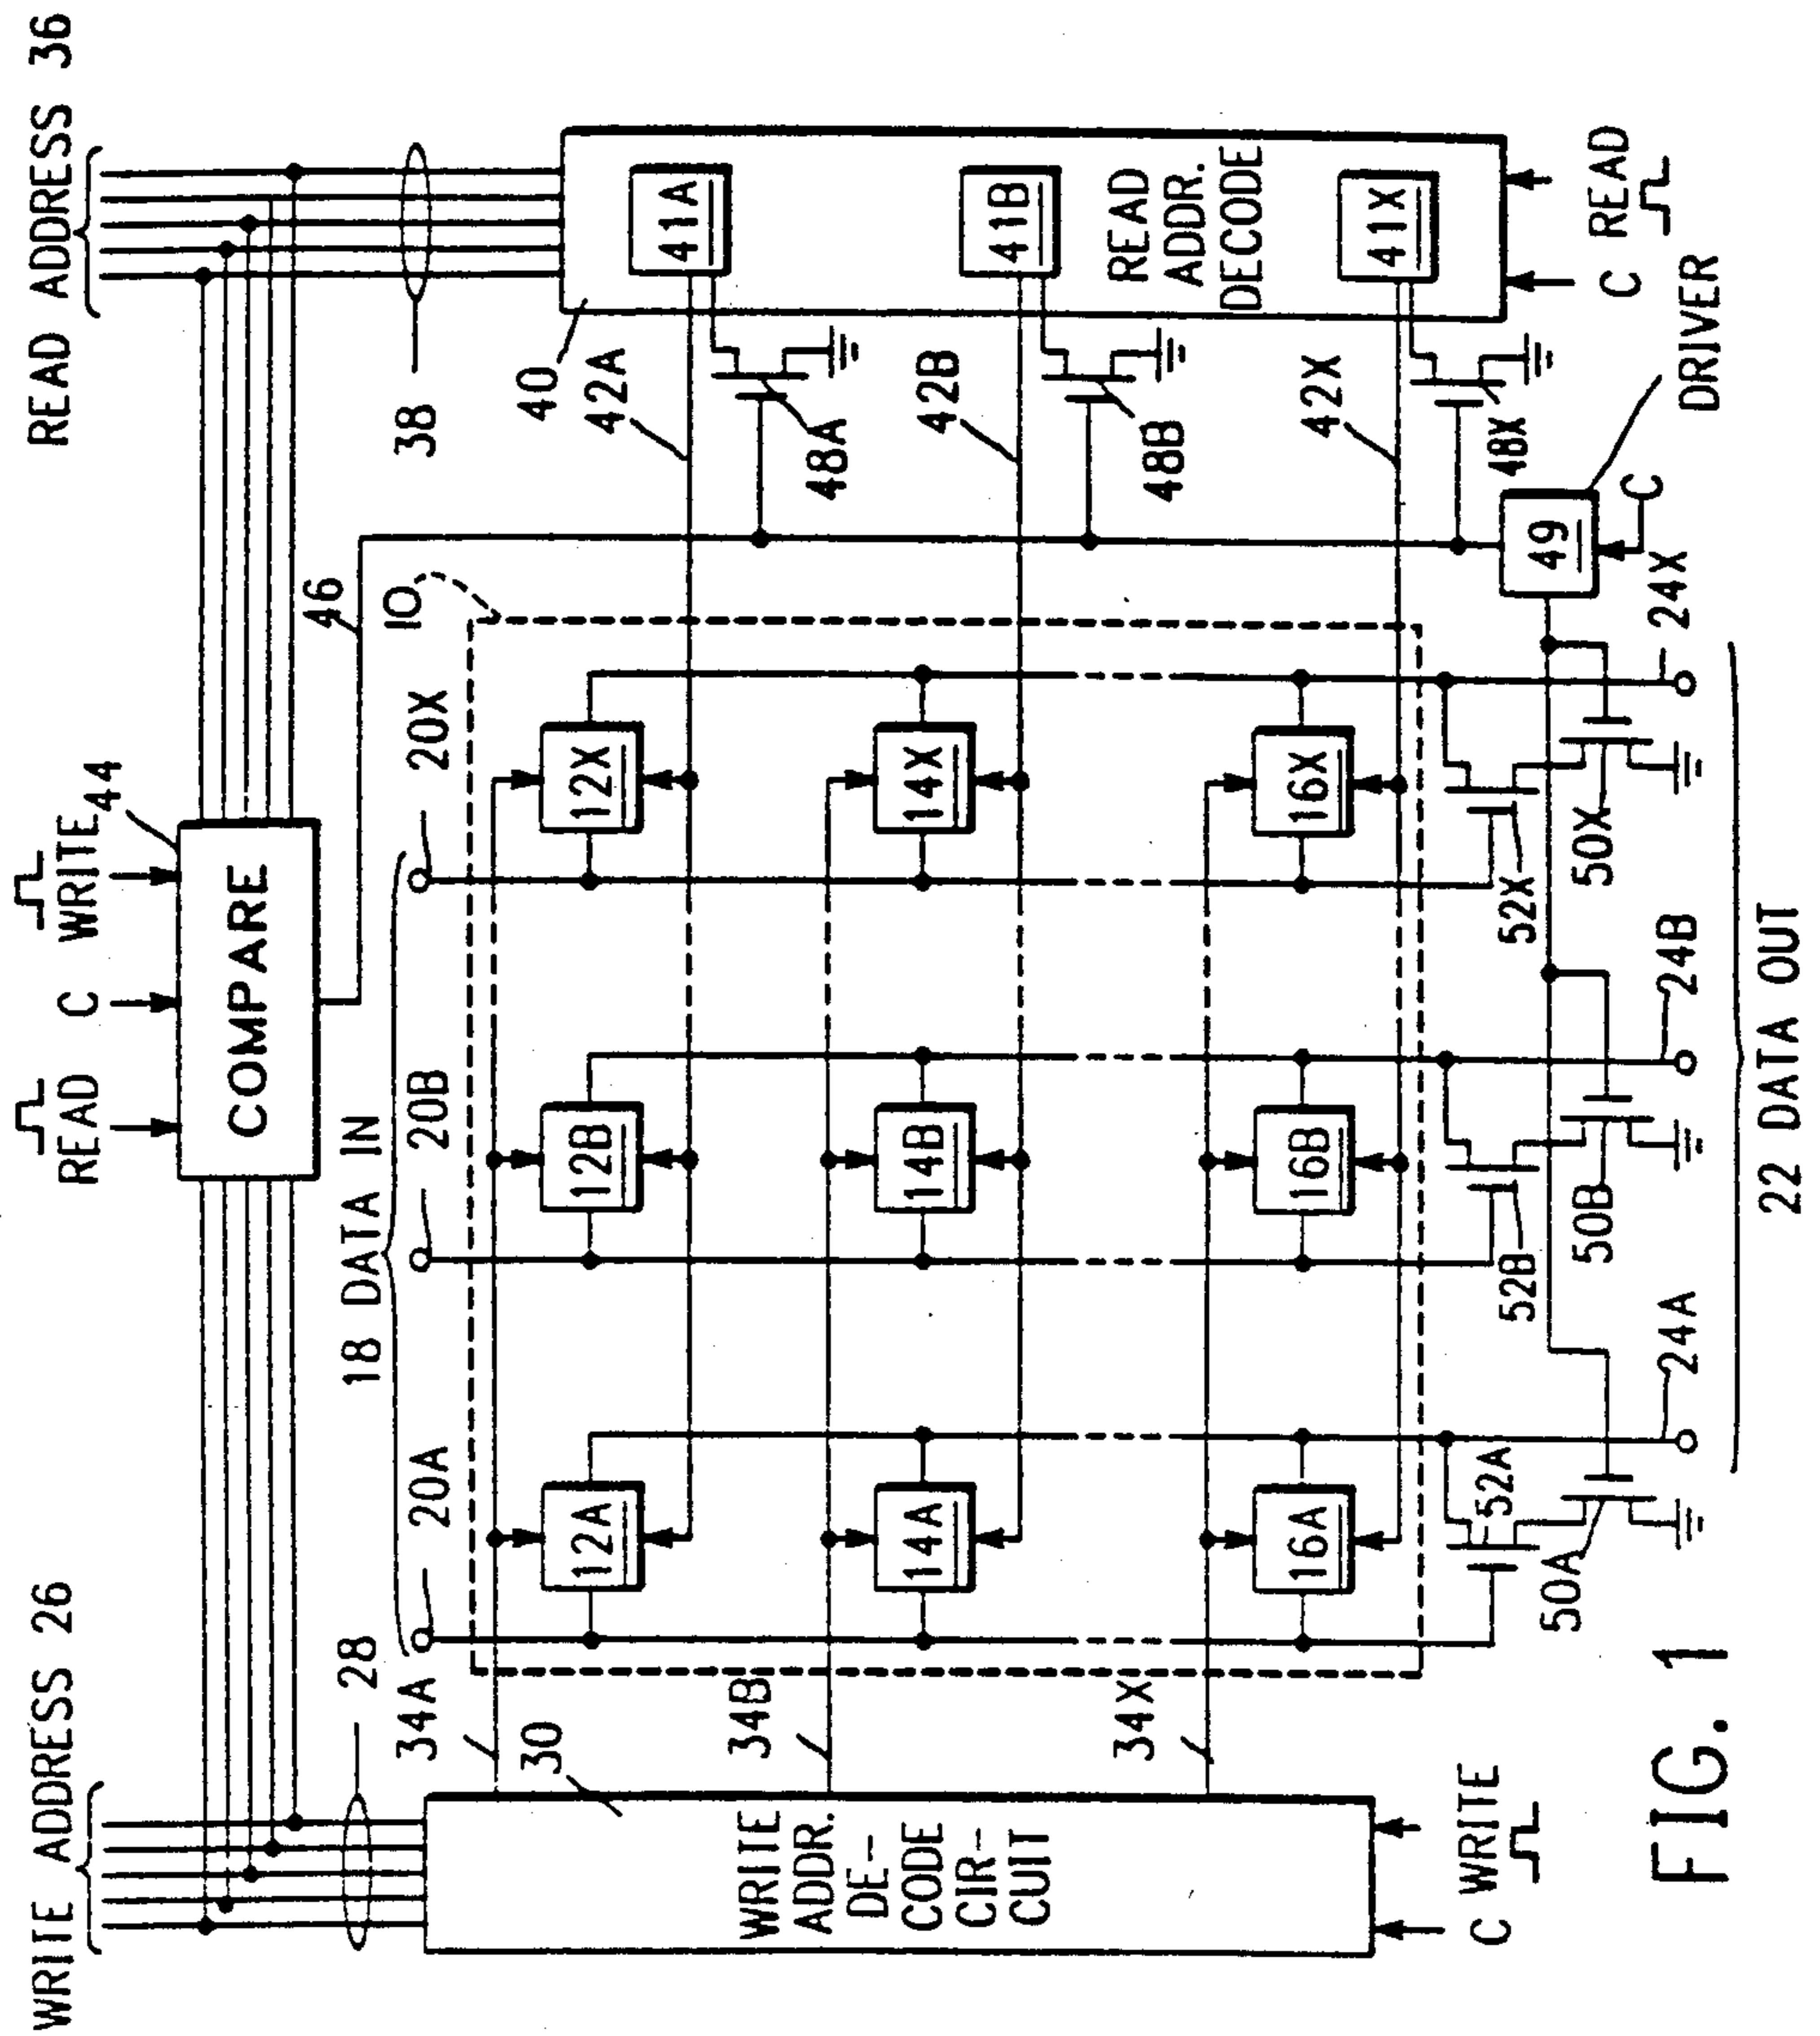 WRITE ADDRESS 26
READ C WRITE
READ ADDRESS 36
COMPARE
44
28
38
18 DATA IN
46
34A
20A
20B
20X
10
30
40
42A
12A
12B
12X
41A
48A
WRITE
ADDR.
DE-
CODE
CIR-
CUIT
34B
14A
14B
14X
42B
41B
48B
READ
ADDR.
DECODE
34X
16A
16B
16X
42X
41X
48X
52A
52B
52X
49
C
C WRITE
50A
50B
50X
C READ
24A
24B
24X
DRIVER
22 DATA OUT
FIG. 1